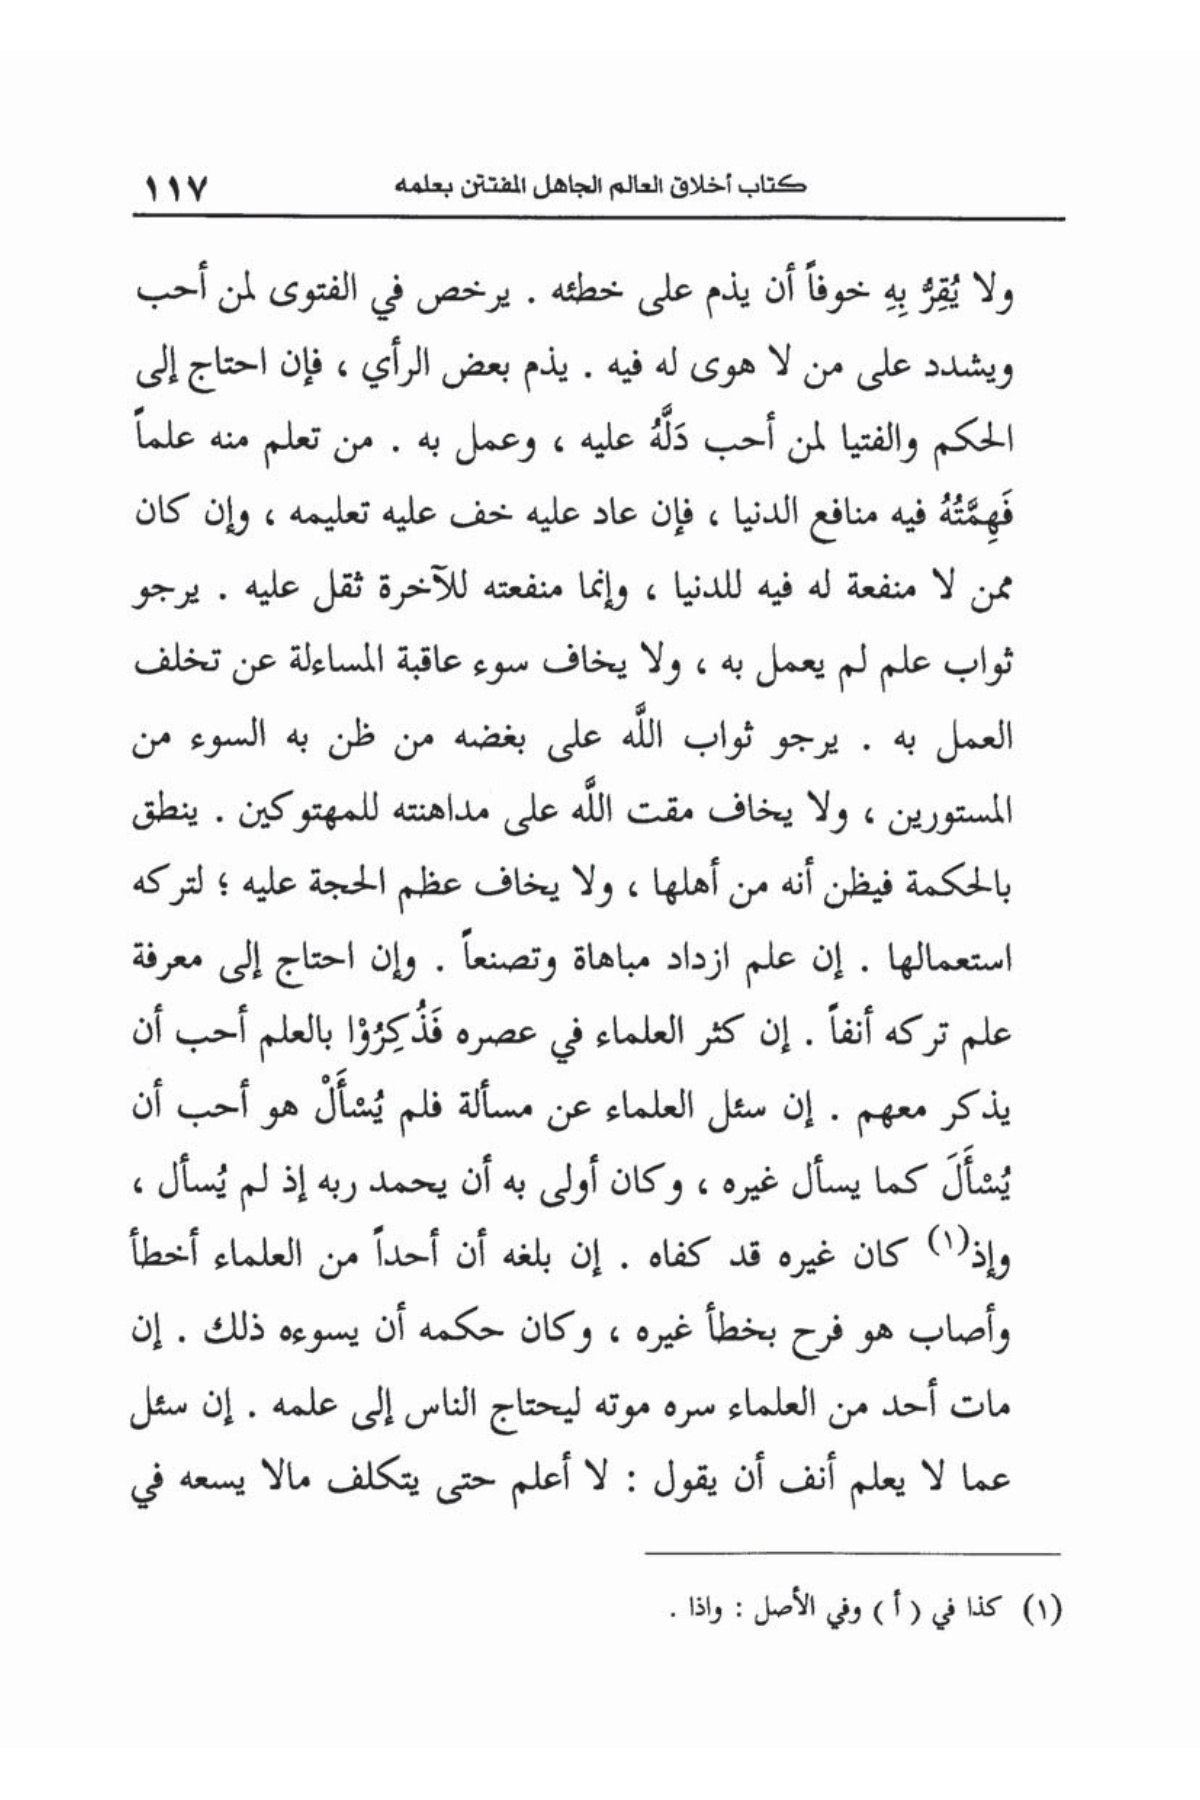 كتاب أخلاق العالم الجاهل المفتتن بعلمه ١١٧
ولا يُقِرُّ بِهِ خوفاً أن يذم على خطئه . يرخص في الفتوى لمن أحب
ويشدد على من لا هوى له فيه . يذم بعض الرأي ، فإن احتاج إلى
الحكم والفتيا لمن أحب دَلَّهُ عليه ، وعمل به . من تعلم منه علماً
فَهِمَّتُهُ فيه منافع الدنيا ، فإن عاد عليه خف عليه تعليمه ، وإن كان
ممن لا منفعة له فيه للدنيا ، وإنما منفعته للآخرة ثقل عليه . يرجو
ثواب علم لم يعمل به ، ولا يخاف سوء عاقبة المساءلة عن تخلف
العمل به . يرجو ثواب اللَّه على بغضه من ظن به السوء من
المستورين ، ولا يخاف مقت اللَّه على مداهنته للمهتوكين . ينطق
بالحكمة فيظن أنه من أهلها ، ولا يخاف عظم الحجة عليه ؛ لتركه
استعمالها . إن علم ازداد مباهاة وتصنعاً . وإن احتاج إلى معرفة
علم تركه أنفاً . إن كثر العلماء في عصره فَذُكِرُوْا بالعلم أحب أن
يذكر معهم . إن سئل العلماء عن مسألة فلم يُسْأَلْ هو أحب أن
يُسْأَلَ كما يسأل غيره ، وكان أولى به أن يحمد ربه إذ لم يُسأل ،
وإذ(١) كان غيره قد كفاه . إن بلغه أن أحداً من العلماء أخطأ
وأصاب هو فرح بخطأ غيره ، وكان حكمه أن يسوءه ذلك . إن
مات أحد من العلماء سره موته ليحتاج الناس إلى علمه . إن سئل
عما لا يعلم أنف أن يقول : لا أعلم حتى يتكلف مالا يسعه في
(١) كذا في ( أ ) وفي الأصل : واذا .